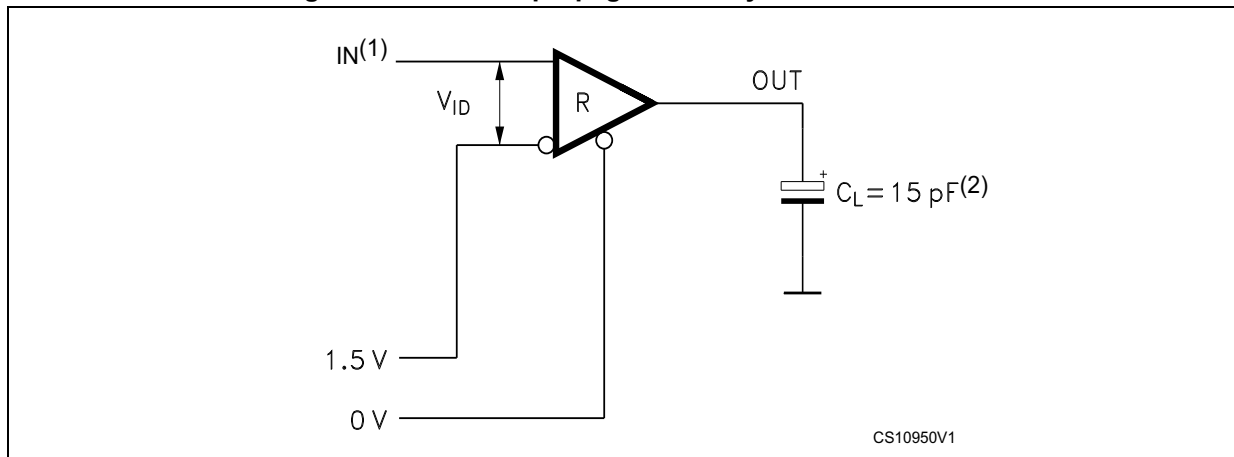 IN(1)
OUT
VID
R
+
CL=15 pF(2)
1.5 V
0 V
CS10950V1